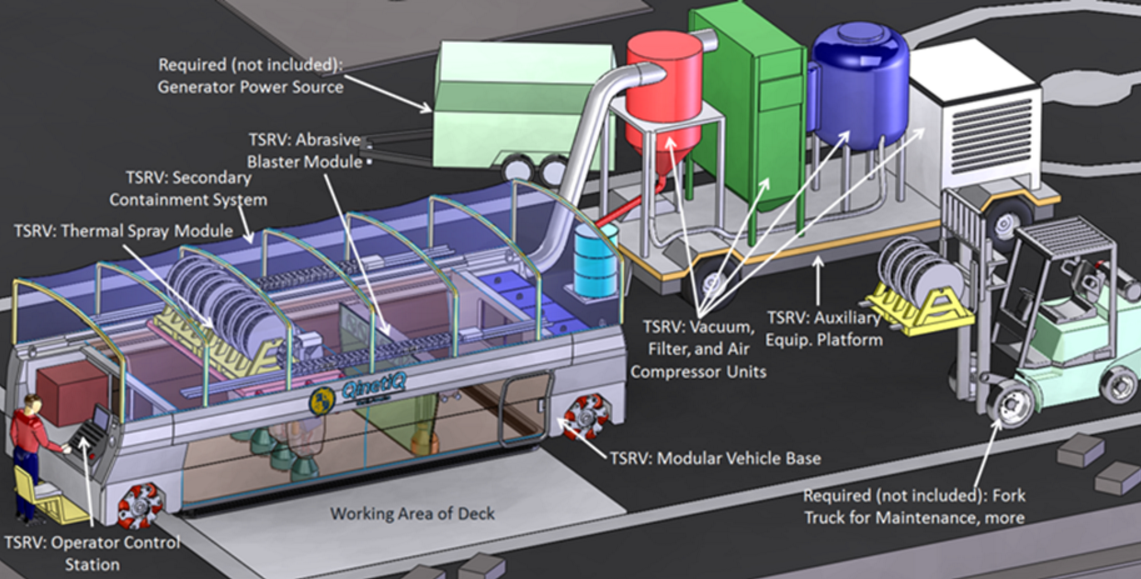 Required (not included):
Generator Power Source
TSRV: Abrasive
Blaster Module
TSRV: Secondary
Containment System
TSRV: Thermal Spray Module
TSRV: Vacuum,
Filter, and Air
Compressor Units
TSRV: Auxiliary
Equip. Platform
QinetiQ
TSRV: Modular Vehicle Base
Required (not included): Fork
Truck for Maintenance, more
Working Area of Deck
TSRV: Operator Control
Station